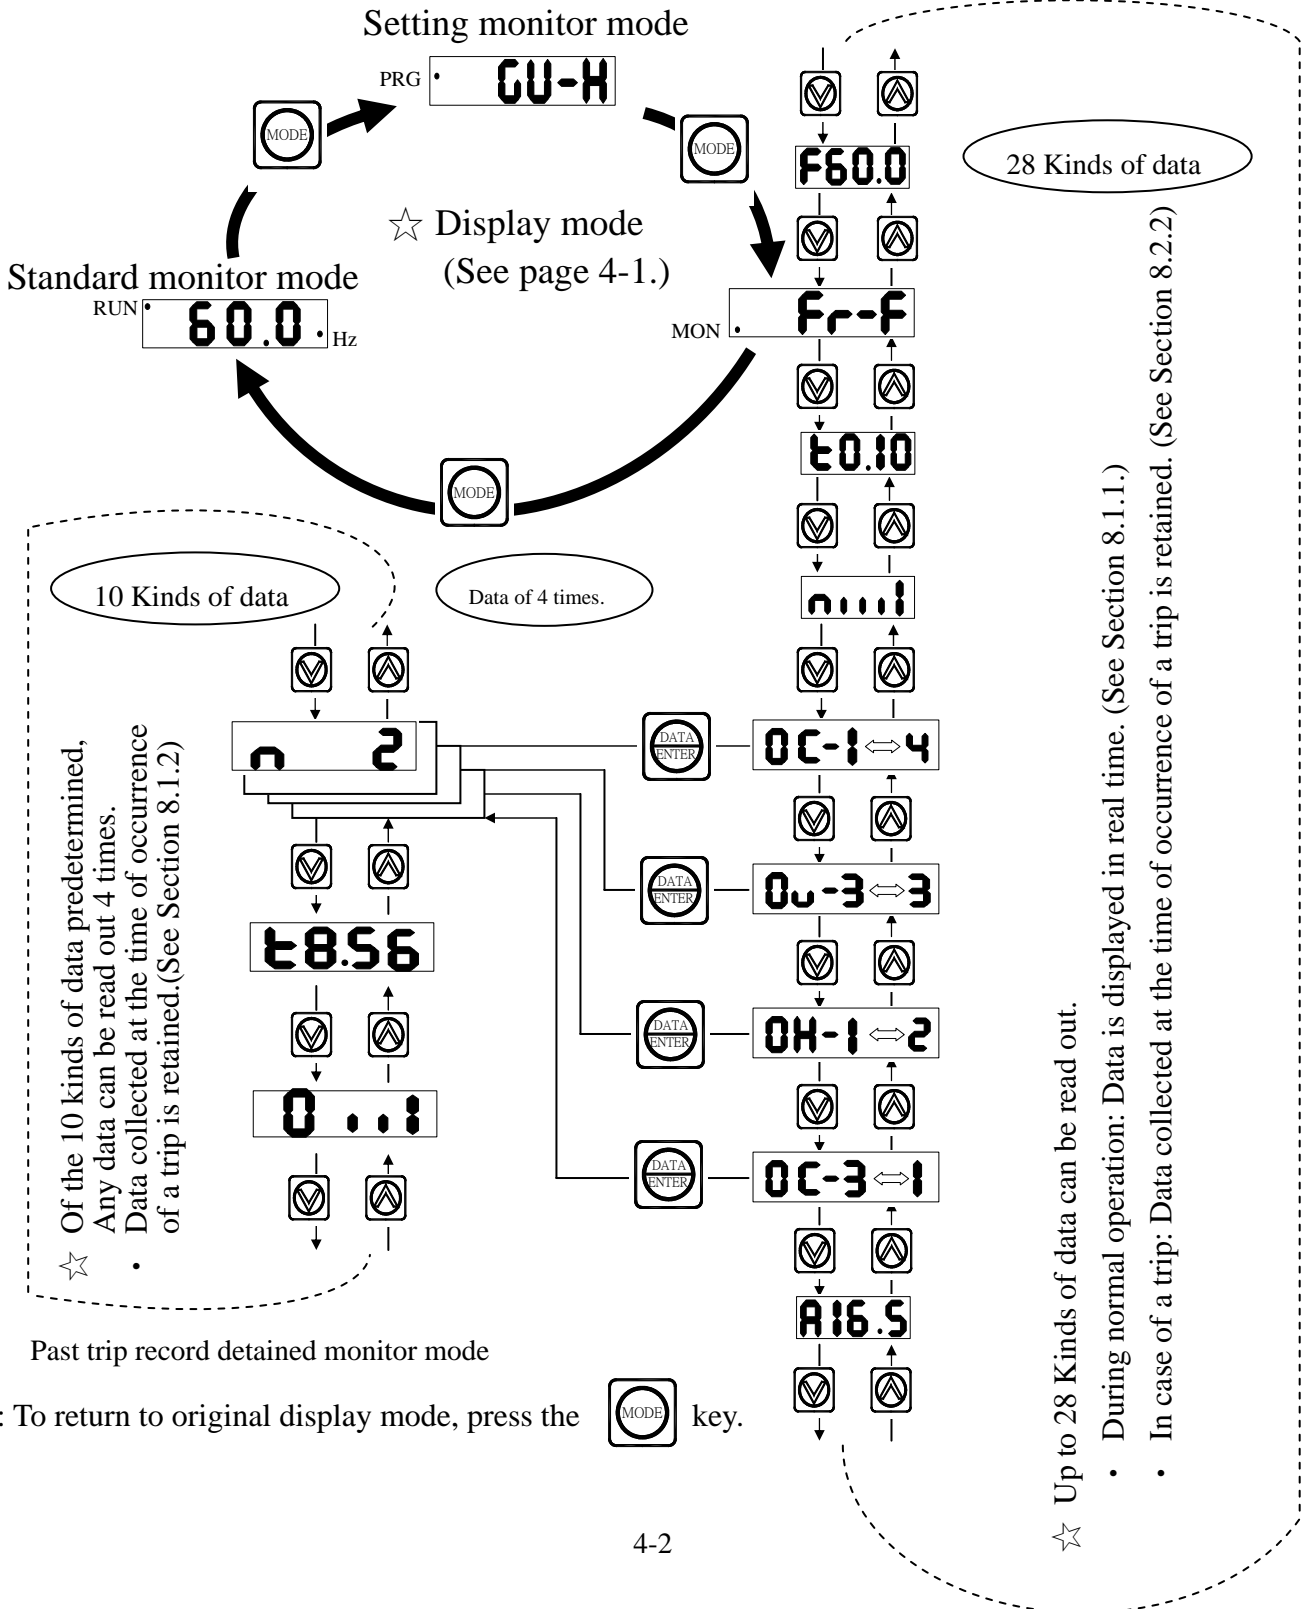 Setting monitor mode
PRG
GU-H
MODE
MODE
☆ Display mode
(See page 4-1.)
Standard monitor mode
RUN
60.0
Hz
MON
Fr-F
MODE
F60.0
28 Kinds of data
t0.10
10 Kinds of data
Data of 4 times.
n 2
DATA
ENTER
OC-1⇔4
DATA
ENTER
Ou-3⇔3
t8.56
DATA
ENTER
OH-1⇔2
DATA
ENTER
OC-3⇔1
A16.5
☆ Of the 10 kinds of data predetermined,
Any data can be read out 4 times.
・ Data collected at the time of occurrence
of a trip is retained.(See Section 8.1.2)
☆ Up to 28 Kinds of data can be read out.
・ During normal operation: Data is displayed in real time. (See Section 8.1.1.)
・ In case of a trip: Data collected at the time of occurrence of a trip is retained. (See Section 8.2.2)
Past trip record detained monitor mode
: To return to original display mode, press the MODE key.
4-2